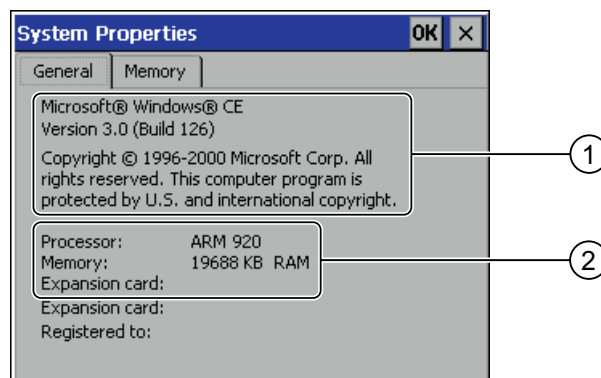 System Properties OK ×
General Memory
Microsoft® Windows® CE
Version 3.0 (Build 126)
Copyright © 1996-2000 Microsoft Corp. All
rights reserved. This computer program is
protected by U.S. and international copyright.
1
Processor: ARM 920
Memory: 19688 KB RAM
Expansion card:
2
Expansion card:
Registered to: